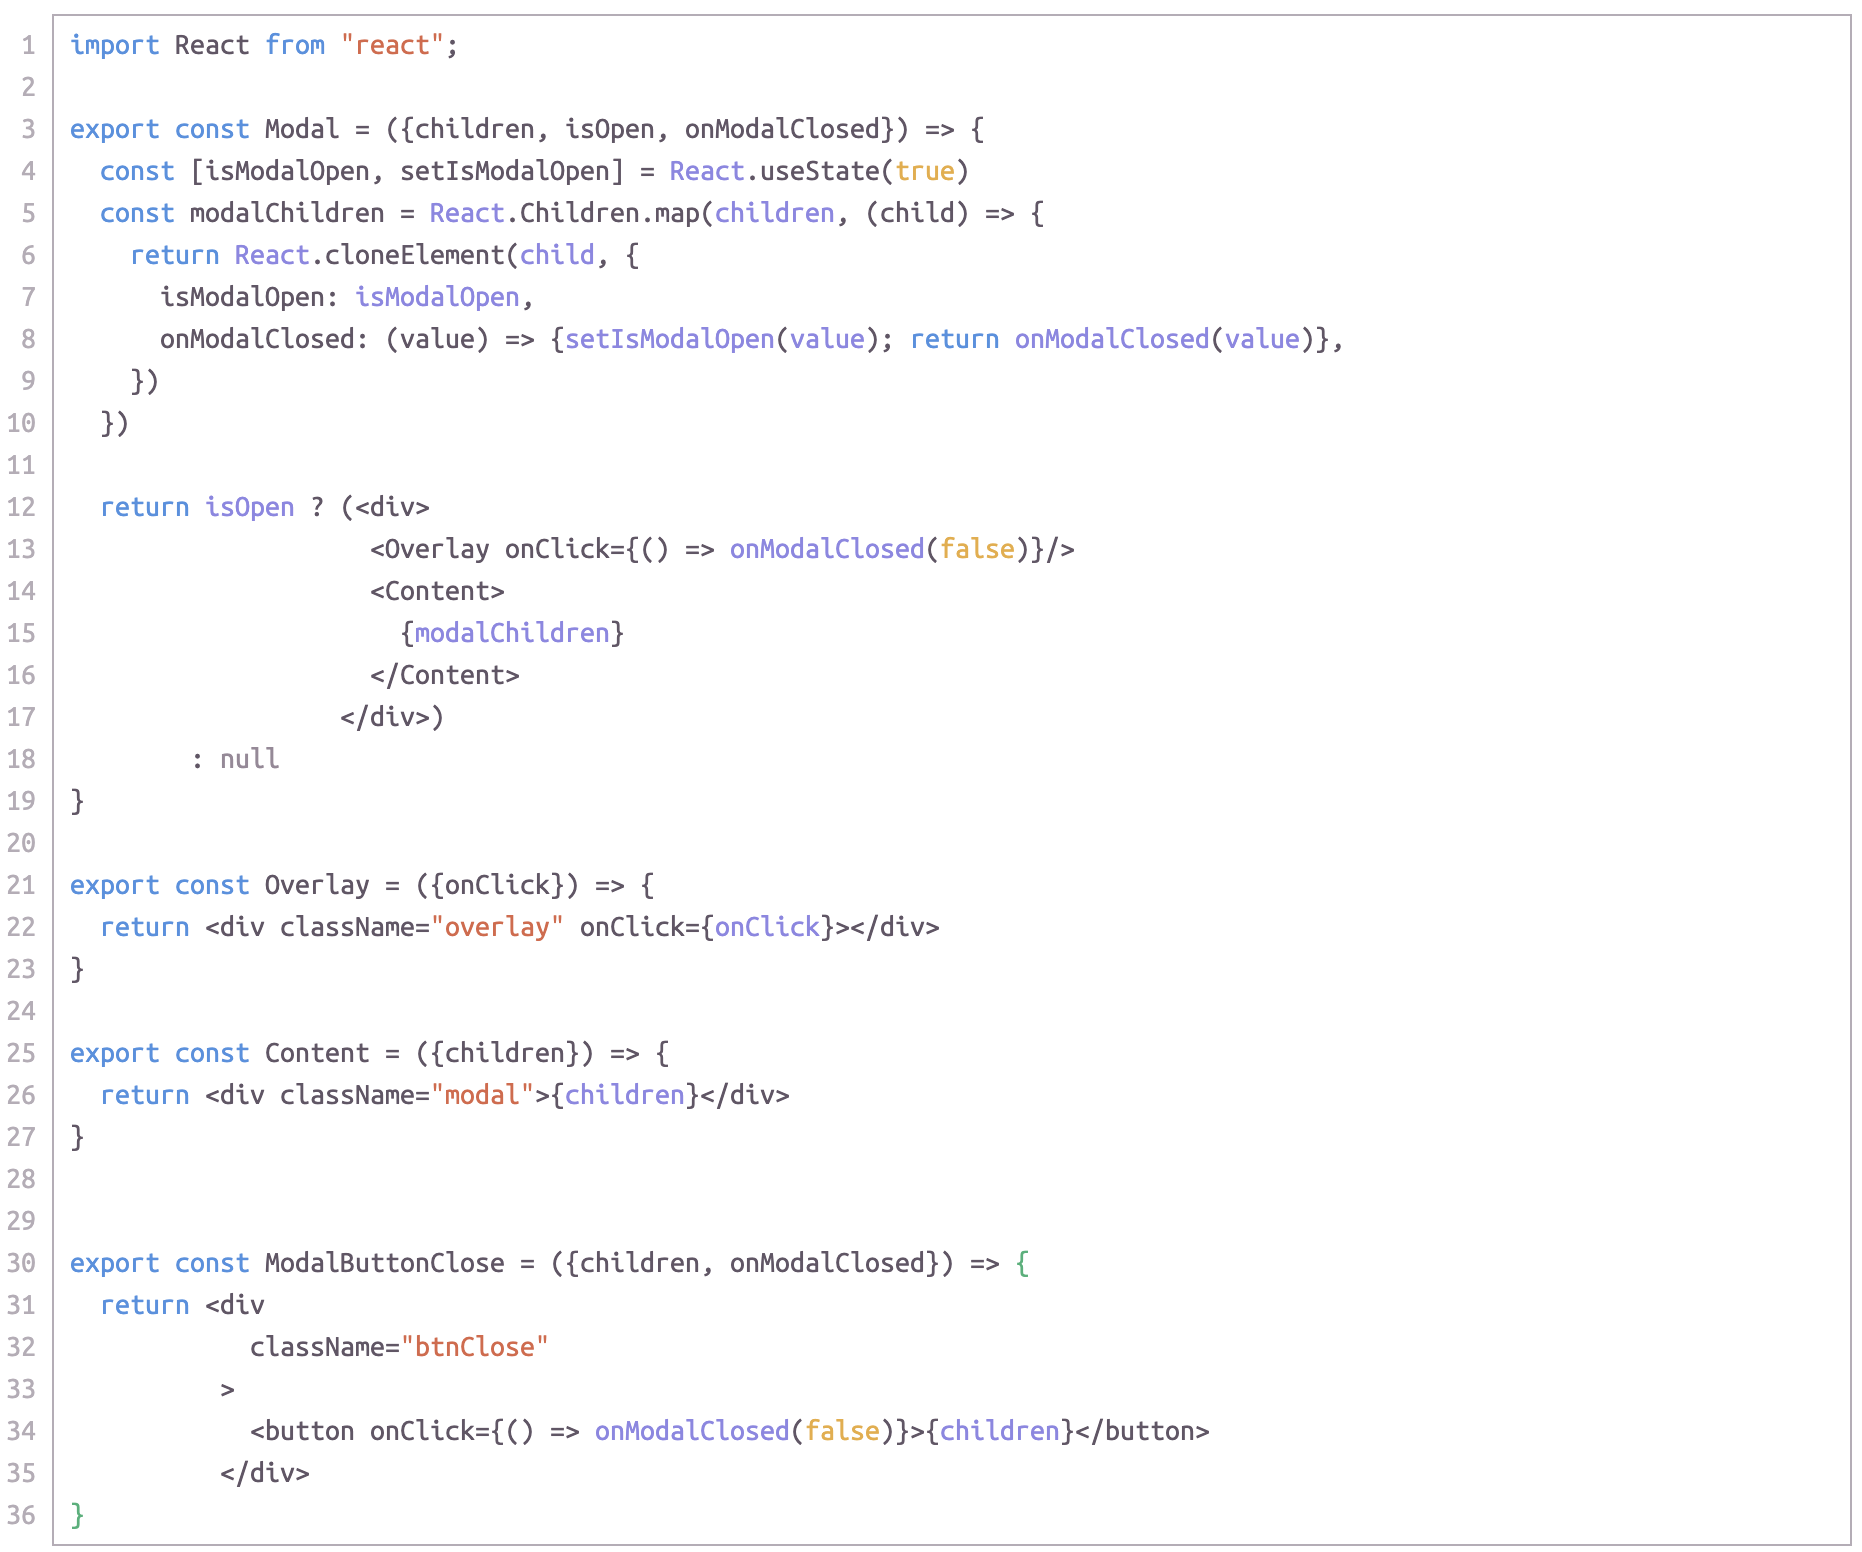 1 import React from "react";
2
3 export const Modal = ({children, isOpen, onModalClosed}) => {
4   const [isModalOpen, setIsModalOpen] = React.useState(true)
5   const modalChildren = React.Children.map(children, (child) => {
6     return React.cloneElement(child, {
7       isModalOpen: isModalOpen,
8       onModalClosed: (value) => {setIsModalOpen(value); return onModalClosed(value)},
9     })
10   })
11
12   return isOpen ? (<div>
13                     <Overlay onClick={() => onModalClosed(false)}/>
14                     <Content>
15                       {modalChildren}
16                     </Content>
17                   </div>)
18         : null
19 }
20
21 export const Overlay = ({onClick}) => {
22   return <div className="overlay" onClick={onClick}></div>
23 }
24
25 export const Content = ({children}) => {
26   return <div className="modal">{children}</div>
27 }
28
29
30 export const ModalButtonClose = ({children, onModalClosed}) => {
31   return <div
32             className="btnClose"
33           >
34             <button onClick={() => onModalClosed(false)}>{children}</button>
35           </div>
36 }